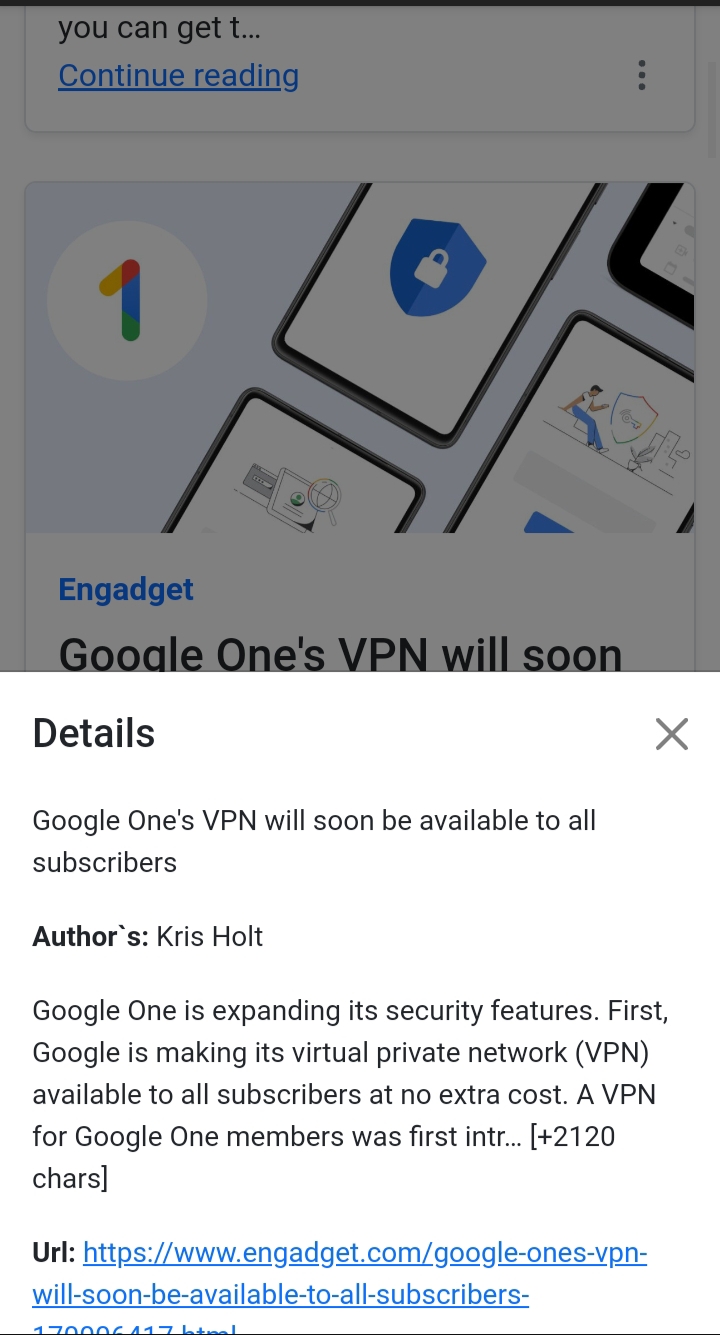 you can get t…
Continue reading
Engadget
Google One's VPN will soon
Details
Google One's VPN will soon be available to all
subscribers
Author`s: Kris Holt
Google One is expanding its security features. First,
Google is making its virtual private network (VPN)
available to all subscribers at no extra cost. A VPN
for Google One members was first intr… [+2120
chars]
Url: https://www.engadget.com/google-ones-vpn-
will-soon-be-available-to-all-subscribers-